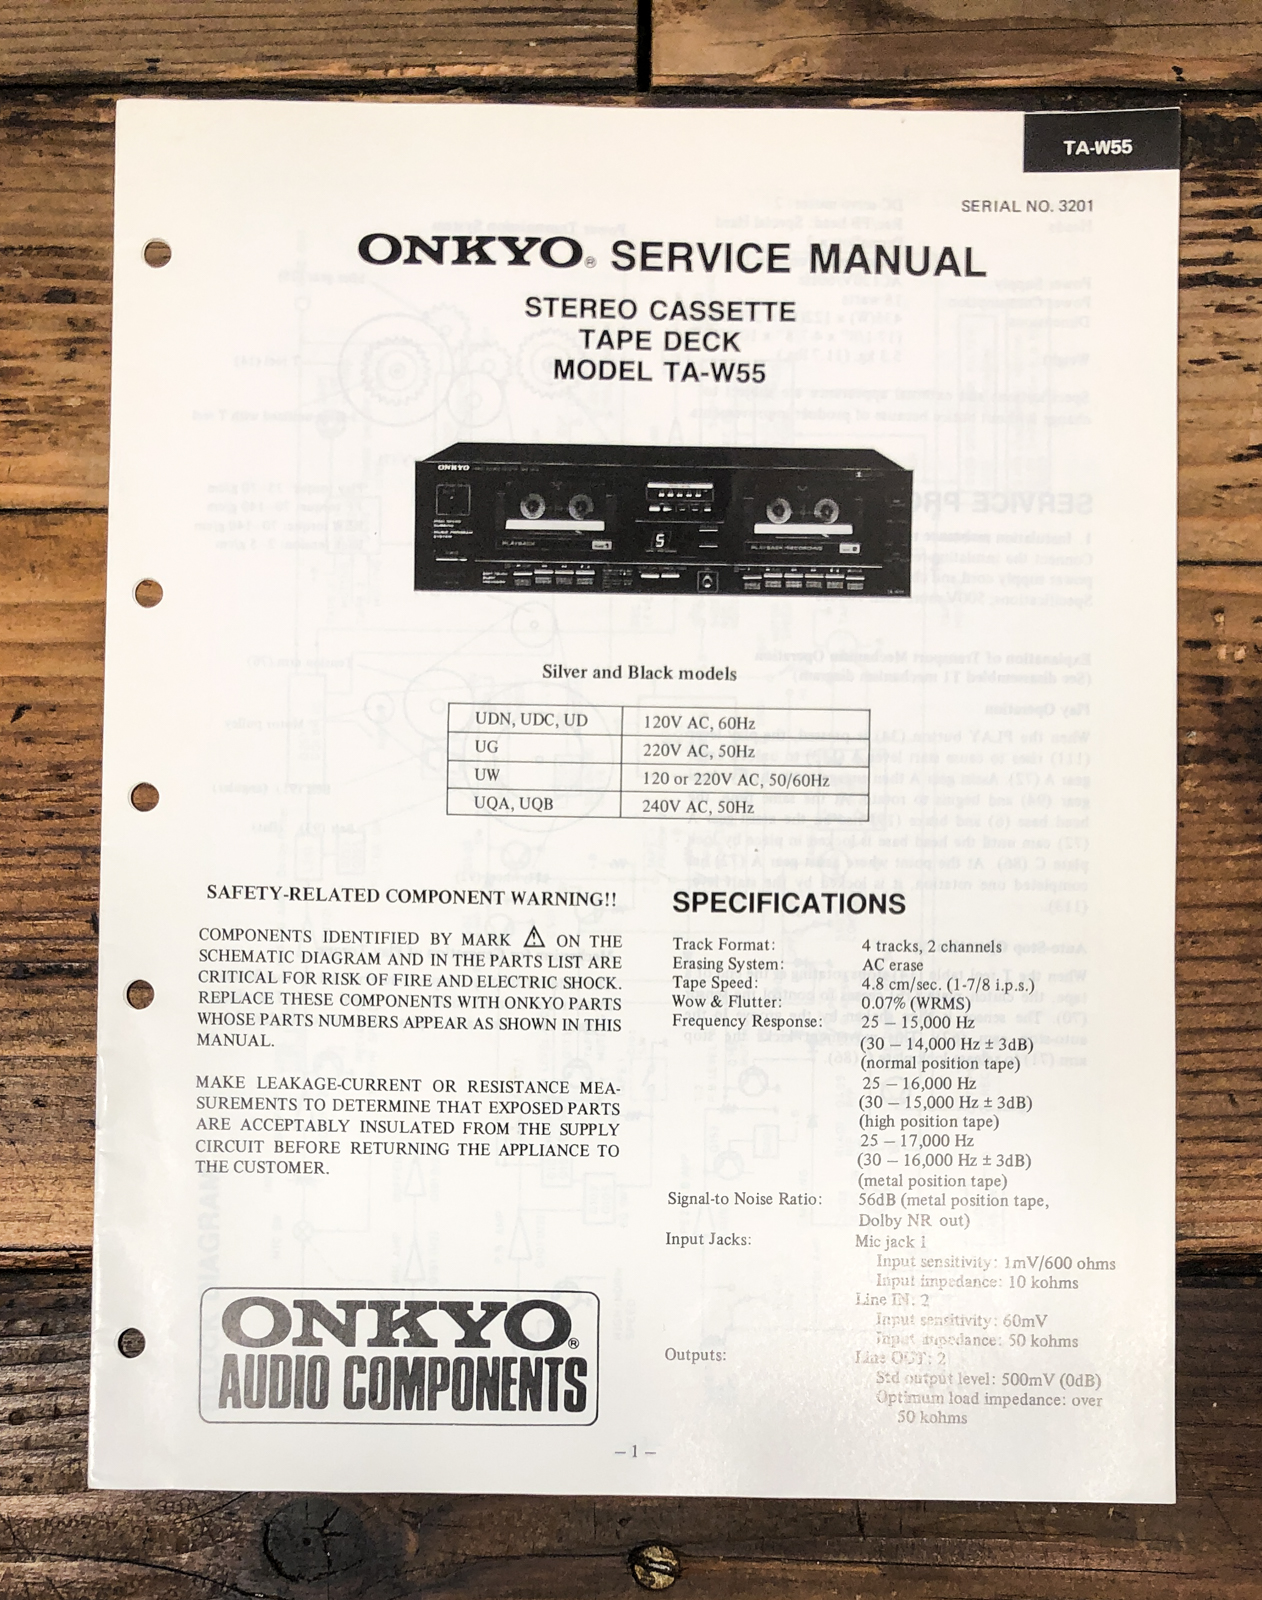 TA-W55
SERIAL NO. 3201
ONKYO® SERVICE MANUAL
STEREO CASSETTE
TAPE DECK
MODEL TA-W55
ONKYO
PLAYBACK
PLAYBACK/RECORDING
Silver and Black models
UDN, UDC, UD 120V AC, 60Hz
UG 220V AC, 50Hz
UW 120 or 220V AC, 50/60Hz
UQA, UQB 240V AC, 50Hz
SAFETY-RELATED COMPONENT WARNING!!
COMPONENTS IDENTIFIED BY MARK ⚠ ON THE
SCHEMATIC DIAGRAM AND IN THE PARTS LIST ARE
CRITICAL FOR RISK OF FIRE AND ELECTRIC SHOCK.
REPLACE THESE COMPONENTS WITH ONKYO PARTS
WHOSE PARTS NUMBERS APPEAR AS SHOWN IN THIS
MANUAL.
MAKE LEAKAGE-CURRENT OR RESISTANCE MEA-
SUREMENTS TO DETERMINE THAT EXPOSED PARTS
ARE ACCEPTABLY INSULATED FROM THE SUPPLY
CIRCUIT BEFORE RETURNING THE APPLIANCE TO
THE CUSTOMER.
ONKYO®
AUDIO COMPONENTS
SPECIFICATIONS
Track Format: 4 tracks, 2 channels
Erasing System: AC erase
Tape Speed: 4.8 cm/sec. (1-7/8 i.p.s.)
Wow & Flutter: 0.07% (WRMS)
Frequency Response: 25 – 15,000 Hz
(30 – 14,000 Hz ± 3dB)
(normal position tape)
25 – 16,000 Hz
(30 – 15,000 Hz ± 3dB)
(high position tape)
25 – 17,000 Hz
(30 – 16,000 Hz ± 3dB)
(metal position tape)
Signal-to Noise Ratio: 56dB (metal position tape,
Dolby NR out)
Input Jacks: Mic jack 1
Input sensitivity: 1mV/600 ohms
Input impedance: 10 kohms
Line IN: 2
Input sensitivity: 60mV
Input impedance: 50 kohms
Outputs: Line OUT: 2
Std output level: 500mV (0dB)
Optimum load impedance: over
50 kohms
– 1 –